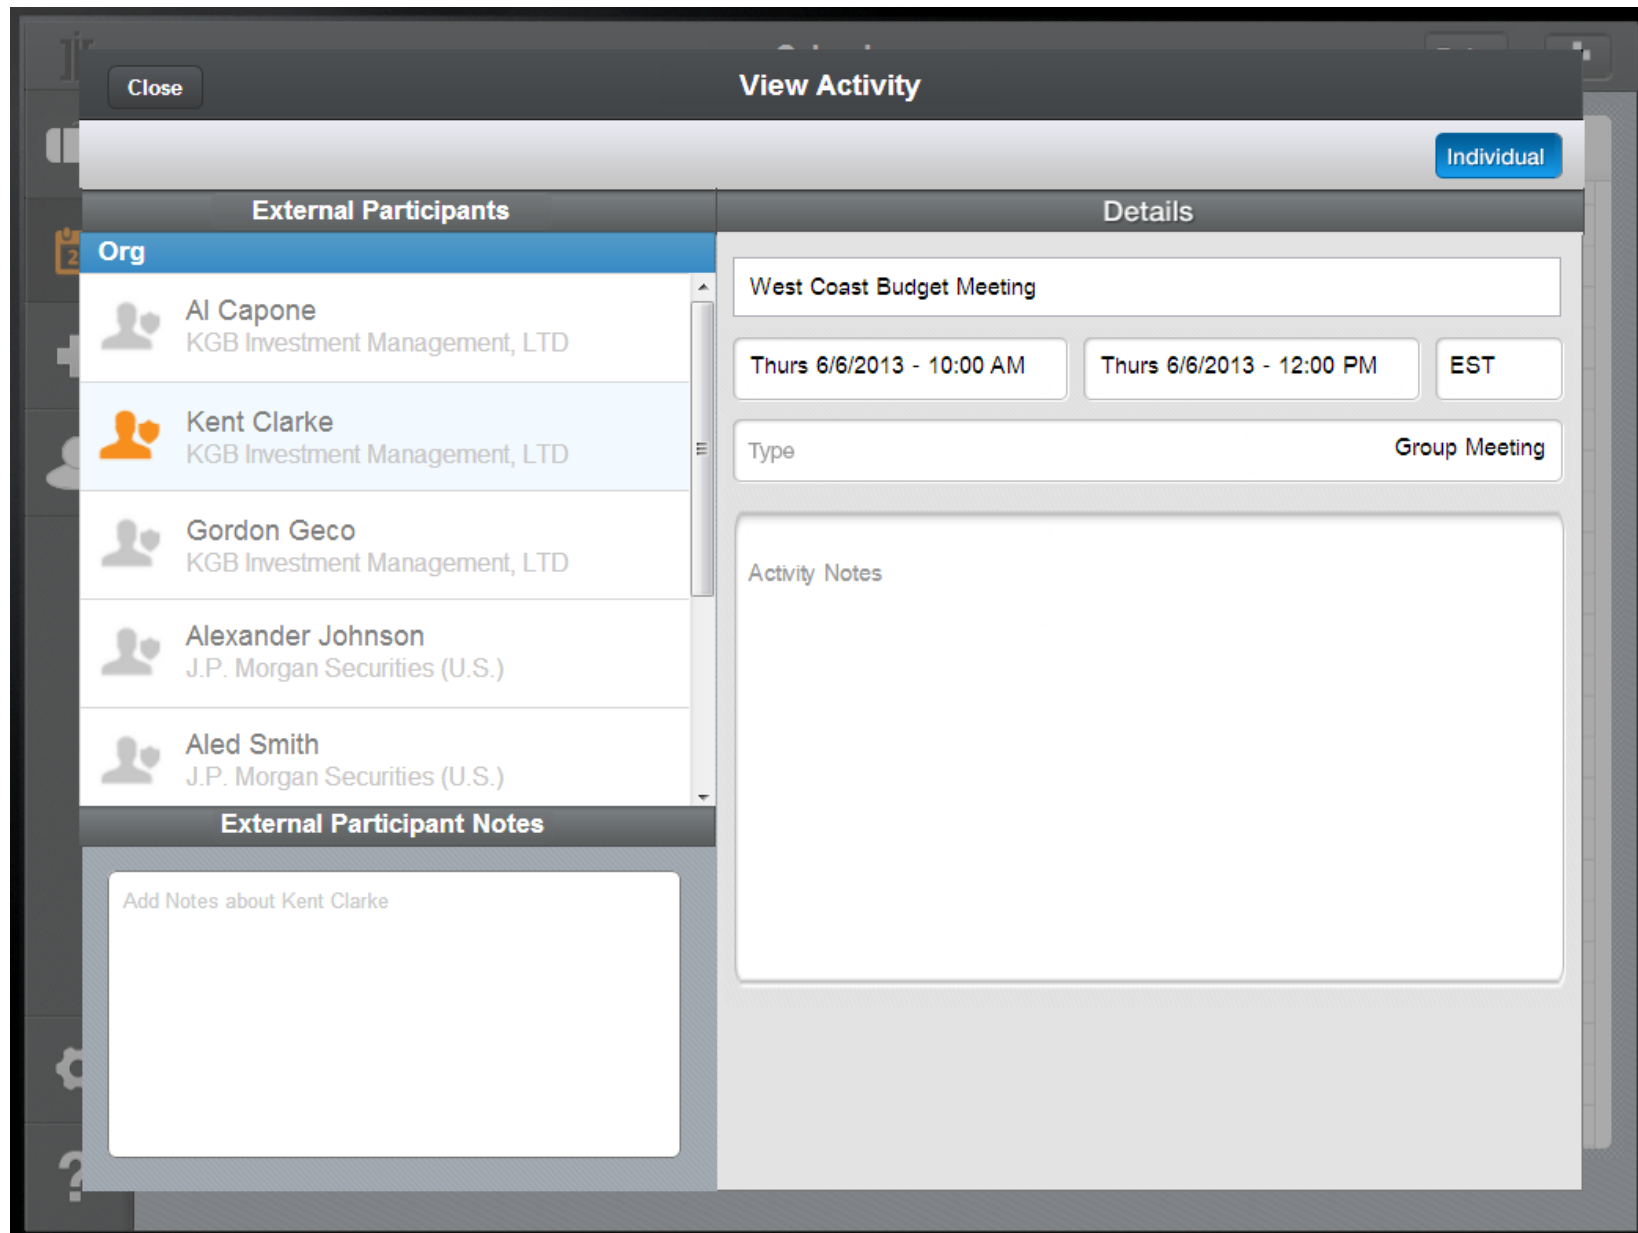 Close
View Activity
Individual
External Participants
Details
Org
Al Capone
KGB Investment Management, LTD
Kent Clarke
KGB Investment Management, LTD
Gordon Geco
KGB Investment Management, LTD
Alexander Johnson
J.P. Morgan Securities (U.S.)
Aled Smith
J.P. Morgan Securities (U.S.)
External Participant Notes
Add Notes about Kent Clarke
West Coast Budget Meeting
Thurs 6/6/2013 - 10:00 AM
Thurs 6/6/2013 - 12:00 PM
EST
Type
Group Meeting
Activity Notes
2
?